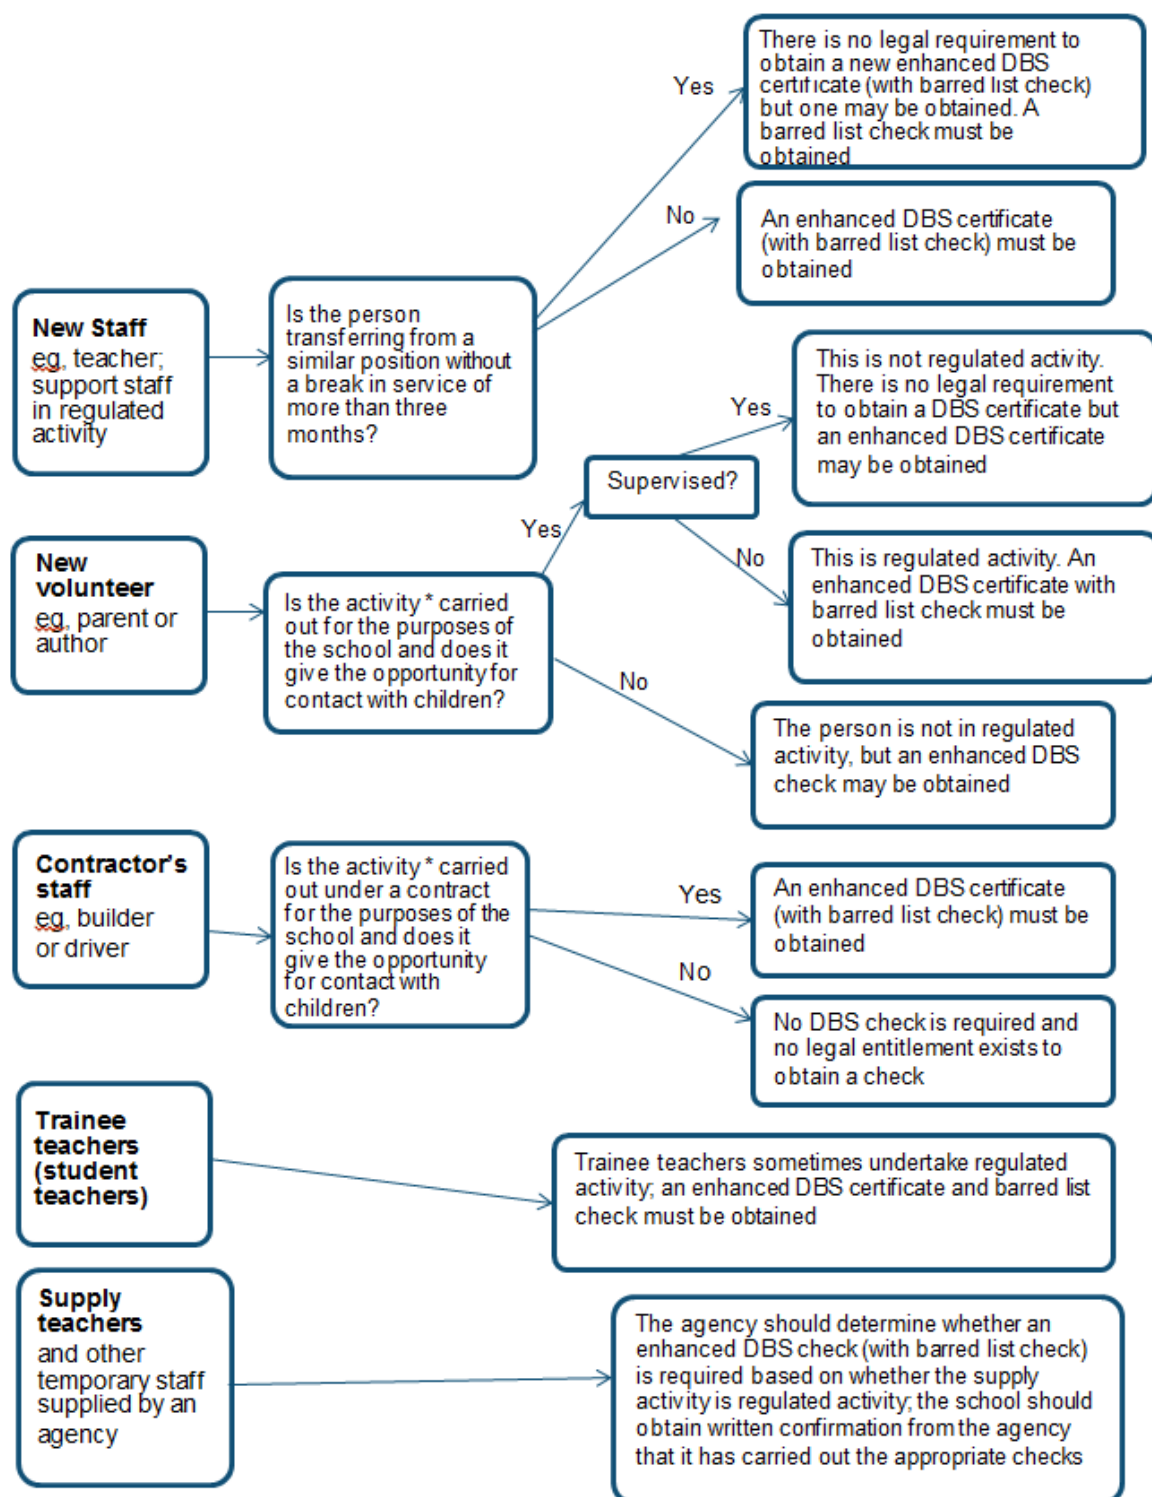 There is no legal requirement to
obtain a new enhanced DBS
certificate (with barred list check)
but one may be obtained. A
barred list check must be
obtained
Yes
No
An enhanced DBS certificate
(with barred list check) must be
obtained
New Staff
eg, teacher;
support staff
in regulated
activity
Is the person
transferring from a
similar position without
a break in service of
more than three
months?
This is not regulated activity.
There is no legal requirement
to obtain a DBS certificate but
an enhanced DBS certificate
may be obtained
Yes
Supervised?
Yes
No
This is regulated activity. An
enhanced DBS certificate with
barred list check must be
obtained
New
volunteer
eg, parent or
author
Is the activity * carried
out for the purposes of
the school and does it
give the opportunity for
contact with children?
No
The person is not in regulated
activity, but an enhanced DBS
check may be obtained
Contractor's
staff
eg, builder
or driver
Is the activity * carried
out under a contract
for the purposes of the
school and does it
give the opportunity
for contact with
children?
Yes
An enhanced DBS certificate
(with barred list check) must be
obtained
No
No DBS check is required and
no legal entitlement exists to
obtain a check
Trainee
teachers
(student
teachers)
Trainee teachers sometimes undertake regulated
activity; an enhanced DBS certificate and barred list
check must be obtained
Supply
teachers
and other
temporary staff
supplied by an
agency
The agency should determine whether an
enhanced DBS check (with barred list check)
is required based on whether the supply
activity is regulated activity; the school should
obtain written confirmation from the agency
that it has carried out the appropriate checks